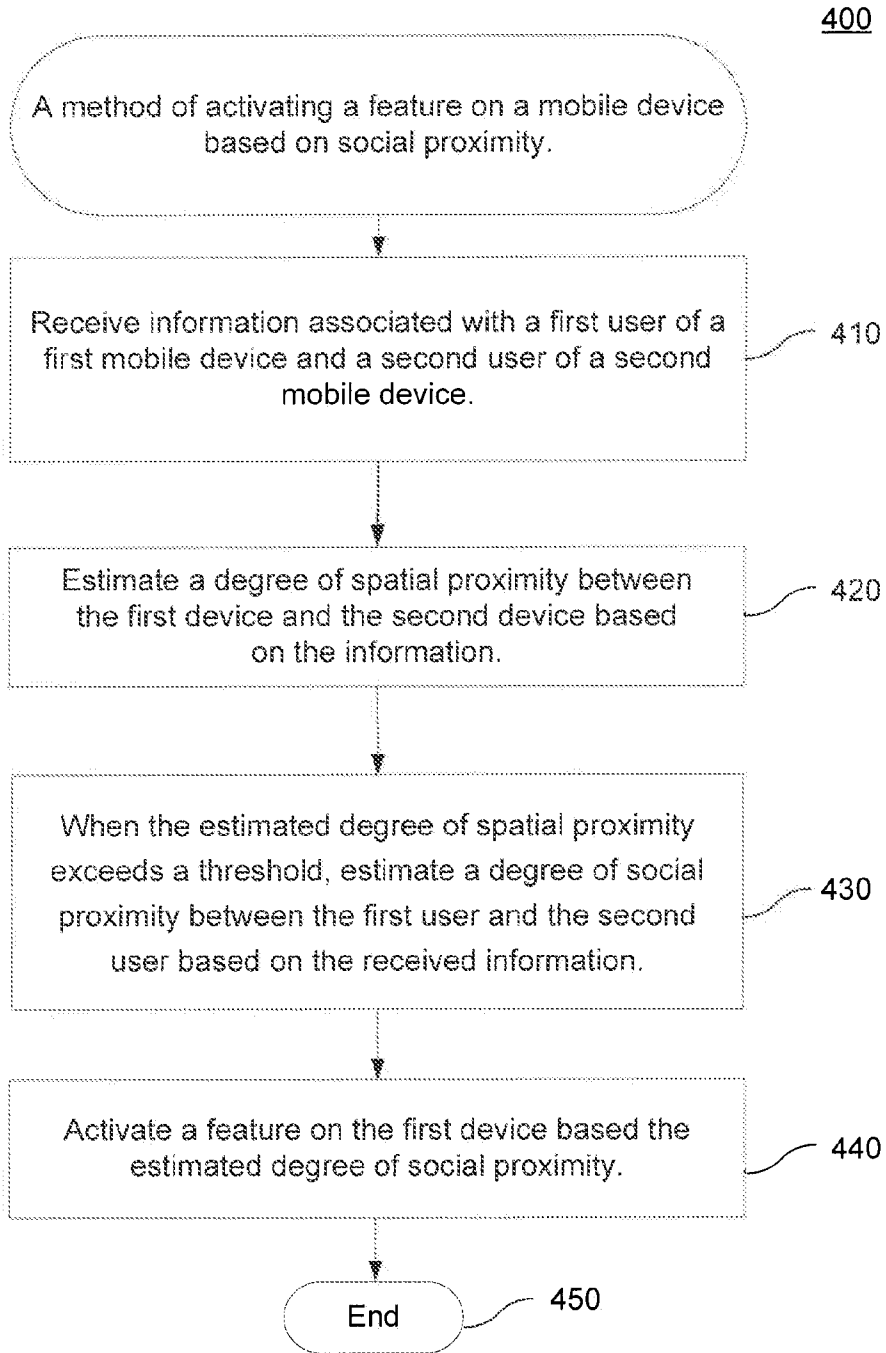 400
A method of activating a feature on a mobile device
based on social proximity.
Receive information associated with a first user of a
first mobile device and a second user of a second
mobile device.
410
Estimate a degree of spatial proximity between
the first device and the second device based
on the information.
420
When the estimated degree of spatial proximity
exceeds a threshold, estimate a degree of social
proximity between the first user and the second
user based on the received information.
430
Activate a feature on the first device based the
estimated degree of social proximity.
440
End
450